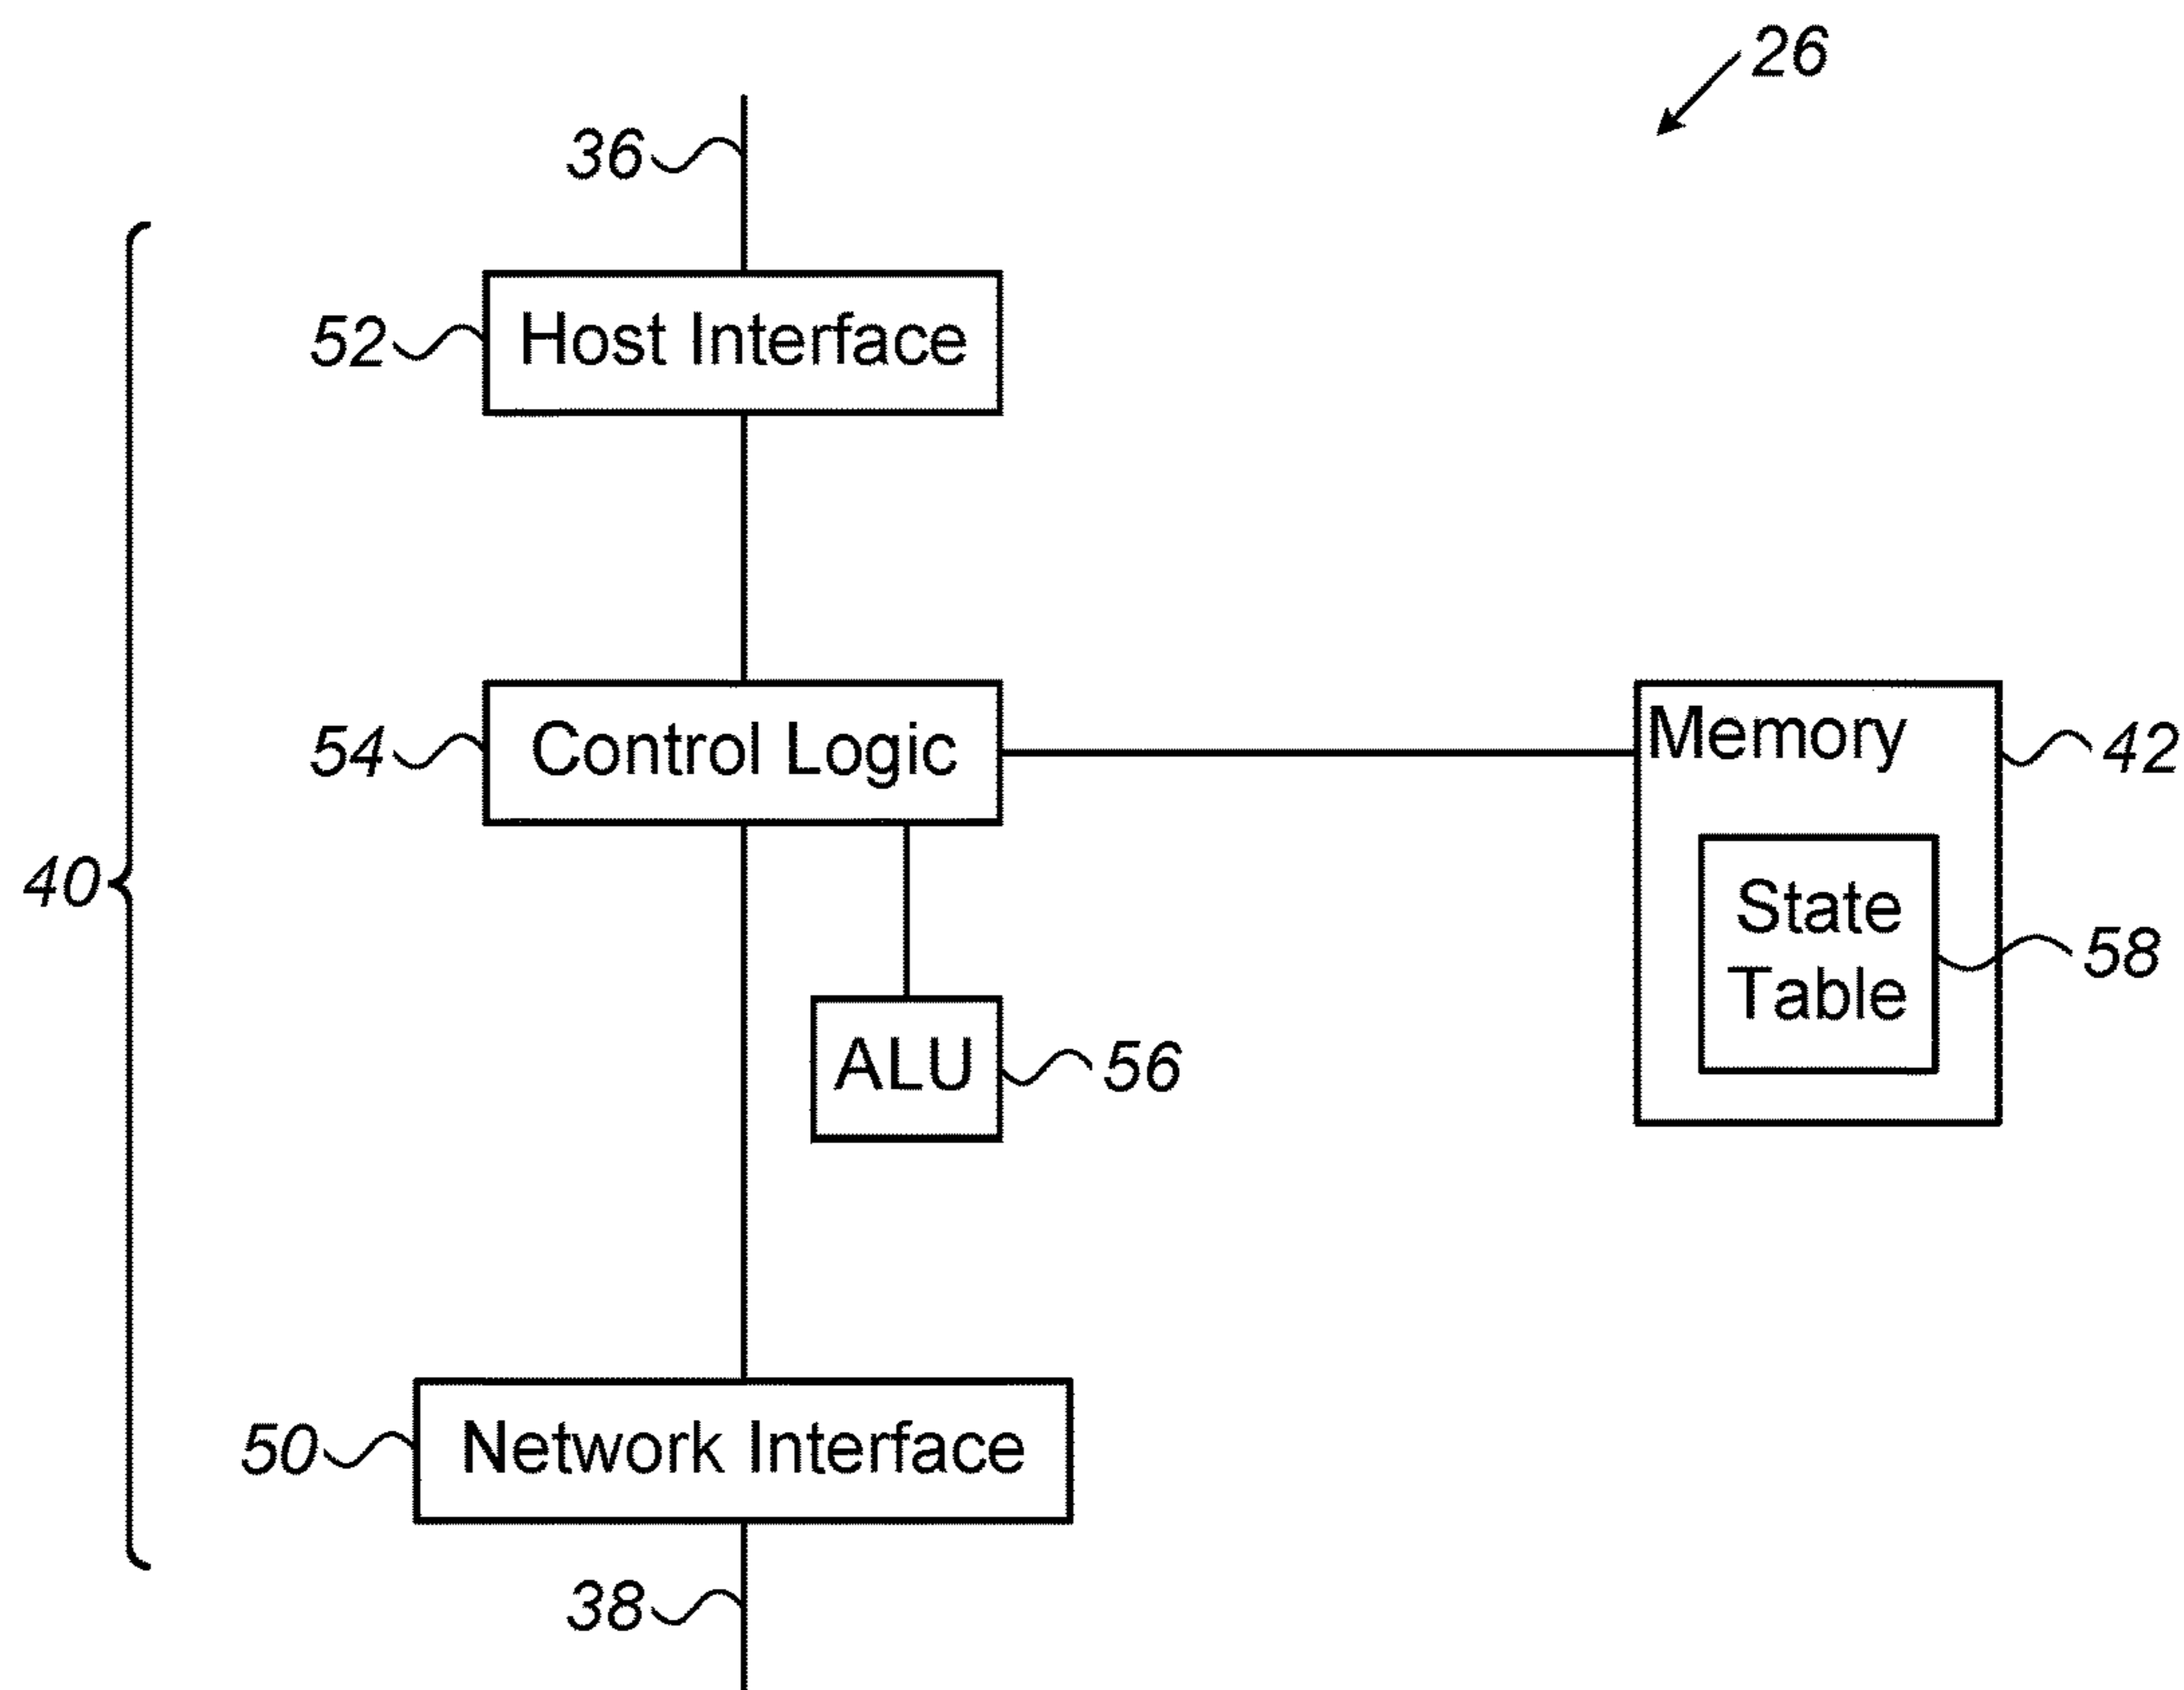 26
36
52 Host Interface
54 Control Logic
Memory 42
40
State
Table
58
ALU 56
50 Network Interface
38